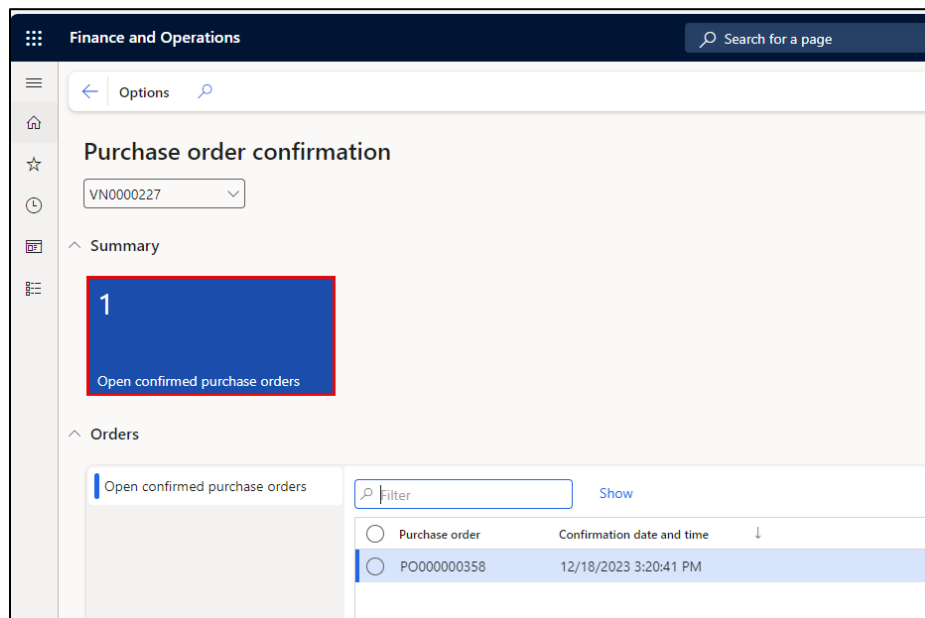 Finance and Operations
Search for a page
Options
Purchase order confirmation
VN0000227
Summary
1
Open confirmed purchase orders
Orders
Open confirmed purchase orders
Filter
Show
Purchase order Confirmation date and time
PO000000358 12/18/2023 3:20:41 PM